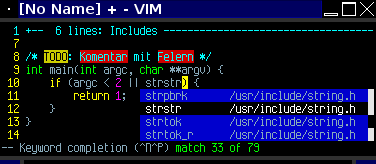 [No Name] + - VIM
1 +-- 6 lines: Includes ---
7
8 /* TODO: Komentar mit Felern */
9 int main(int argc, char **argv) {
10 if (argc < 2 || strstr) {
11 return 1; strpbrk /usr/include/string.h
12 } strstr /usr/include/string.h
13 } strtok /usr/include/string.h
14 strtok_r /usr/include/string.h
-- Keyword completion (^N^P) match 33 of 79